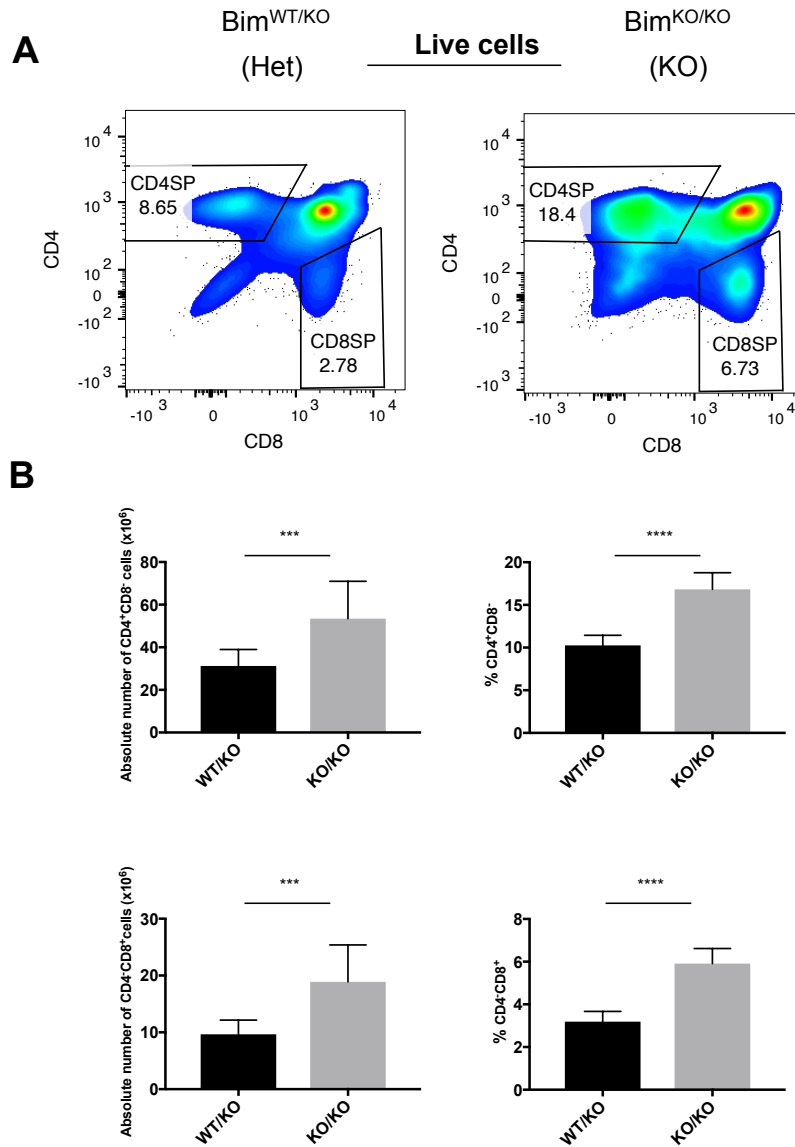 A
Bim^WT/KO
(Het)
Live cells
Bim^KO/KO
(KO)
CD4
10^4
10^3
10^2
0
-10^2
-10^3
CD4SP
8.65
CD8SP
2.78
-10^3
0
10^3
10^4
CD8
CD4
10^4
10^3
10^2
0
-10^2
-10^3
CD4SP
18.4
CD8SP
6.73
-10^3
0
10^3
10^4
CD8
B
Absolute number of CD4^+CD8^- cells (x10^6)
80
60
40
20
0
***
WT/KO
KO/KO
% CD4^+CD8^-
20
15
10
5
0
****
WT/KO
KO/KO
Absolute number of CD4^-CD8^+cells (x10^6)
30
20
10
0
***
WT/KO
KO/KO
% CD4^-CD8^+
8
6
4
2
0
****
WT/KO
KO/KO